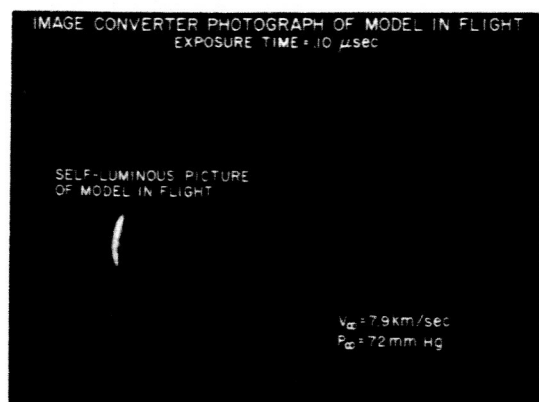 IMAGE CONVERTER PHOTOGRAPH OF MODEL IN FLIGHT
EXPOSURE TIME = .10 μsec
SELF-LUMINOUS PICTURE
OF MODEL IN FLIGHT
V∞ = 7.9 km/sec
P∞ = 72 mm Hg